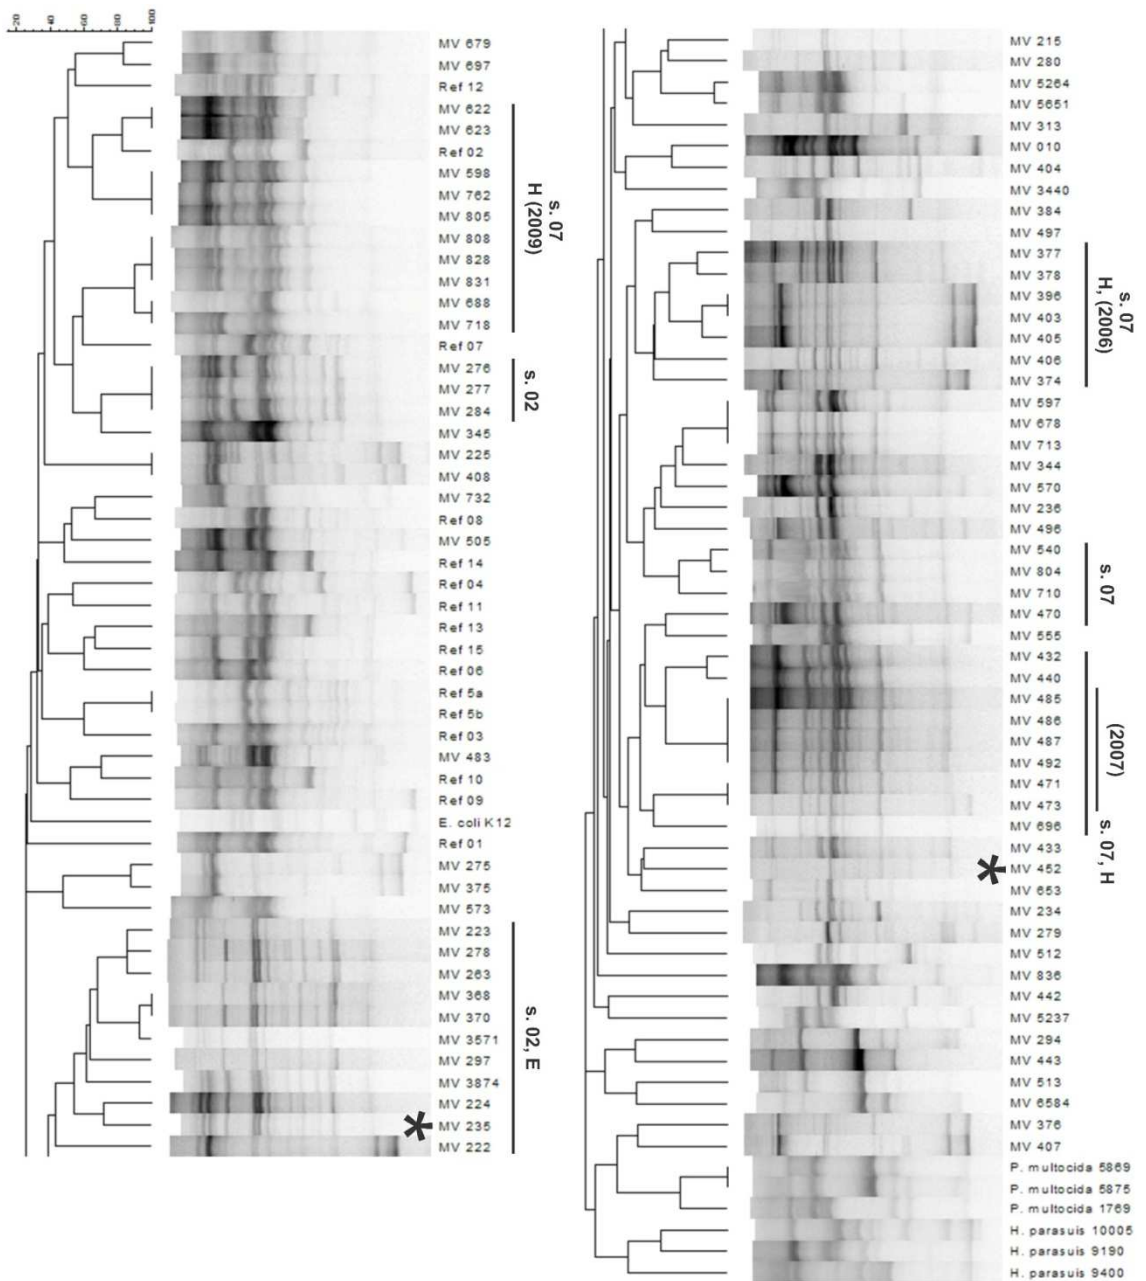 20
40
60
80
100
MV 679
MV 697
Ref 12
MV 622
MV 623
Ref 02
MV 598
MV 762
MV 805
MV 808
MV 828
MV 831
MV 688
MV 718
Ref 07
MV 276
MV 277
MV 284
MV 345
MV 225
MV 408
MV 732
Ref 08
MV 505
Ref 14
Ref 04
Ref 11
Ref 13
Ref 15
Ref 06
Ref 5a
Ref 5b
Ref 03
MV 483
Ref 10
Ref 09
E. coli K12
Ref 01
MV 275
MV 375
MV 573
MV 223
MV 278
MV 263
MV 368
MV 370
MV 3571
MV 297
MV 3874
MV 224
MV 235
MV 222
s. 07
H (2009)
s. 02
s. 02, E
*
MV 215
MV 280
MV 5264
MV 5651
MV 313
MV 010
MV 404
MV 3440
MV 384
MV 497
MV 377
MV 378
MV 396
MV 403
MV 405
MV 406
MV 374
MV 597
MV 678
MV 713
MV 344
MV 570
MV 236
MV 496
MV 540
MV 804
MV 710
MV 470
MV 555
MV 432
MV 440
MV 485
MV 486
MV 487
MV 492
MV 471
MV 473
MV 696
MV 433
MV 452
MV 653
MV 234
MV 279
MV 512
MV 836
MV 442
MV 5237
MV 294
MV 443
MV 513
MV 6584
MV 376
MV 407
P. multocida 5869
P. multocida 5875
P. multocida 1769
H. parasuis 10005
H. parasuis 9190
H. parasuis 9400
s. 07
H, (2006)
s. 07
(2007)
s. 07, H
*